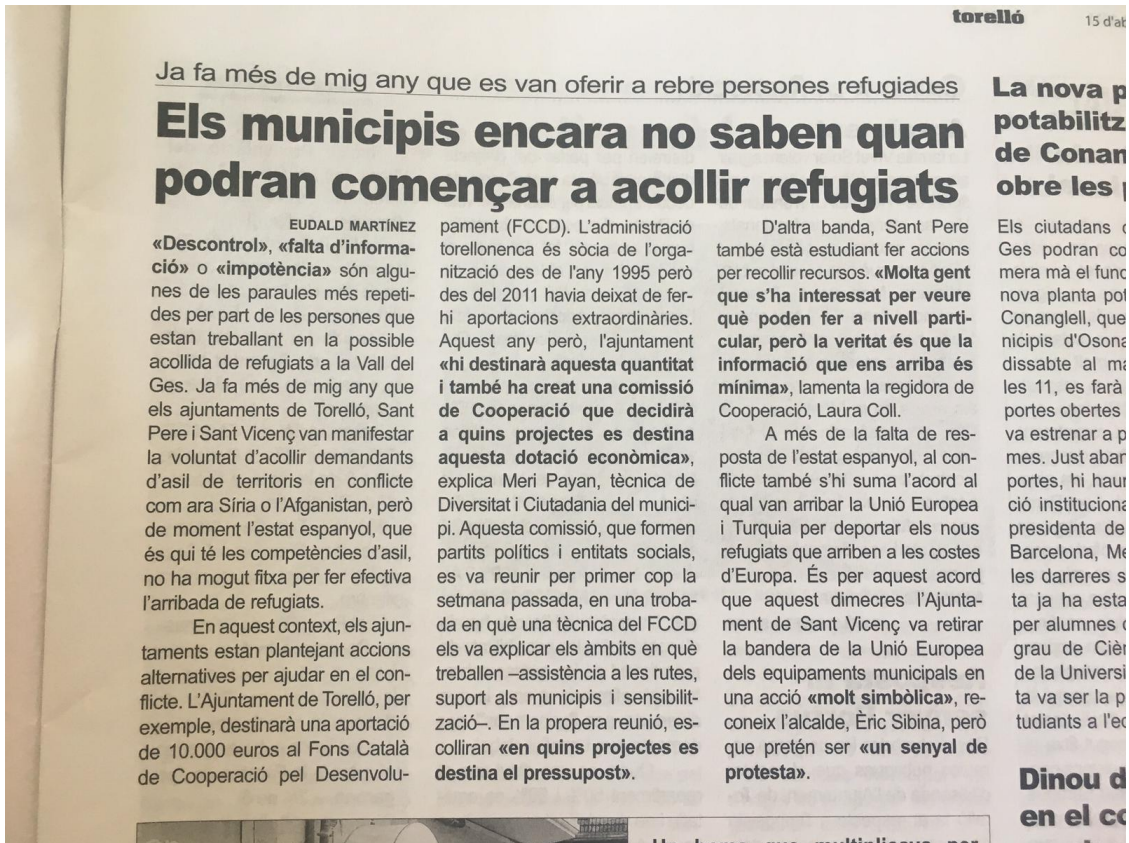 torelló
15 d'ab
Ja fa més de mig any que es van oferir a rebre persones refugiades
Els municipis encara no saben quan
podran començar a acollir refugiats
EUDALD MARTÍNEZ
«Descontrol», «falta d'informa-
ció» o «impotència» són algu-
nes de les paraules més repeti-
des per part de les persones que
estan treballant en la possible
acollida de refugiats a la Vall del
Ges. Ja fa més de mig any que
els ajuntaments de Torelló, Sant
Pere i Sant Vicenç van manifestar
la voluntat d'acollir demandants
d'asil de territoris en conflicte
com ara Síria o l'Afganistan, però
de moment l'estat espanyol, que
és qui té les competències d'asil,
no ha mogut fitxa per fer efectiva
l'arribada de refugiats.
En aquest context, els ajun-
taments estan plantejant accions
alternatives per ajudar en el con-
flicte. L'Ajuntament de Torelló, per
exemple, destinarà una aportació
de 10.000 euros al Fons Català
de Cooperació pel Desenvolu-
pament (FCCD). L'administració
torellonenca és sòcia de l'orga-
nització des de l'any 1995 però
des del 2011 havia deixat de fer-
hi aportacions extraordinàries.
Aquest any però, l'ajuntament
«hi destinarà aquesta quantitat
i també ha creat una comissió
de Cooperació que decidirà
a quins projectes es destina
aquesta dotació econòmica»,
explica Meri Payan, tècnica de
Diversitat i Ciutadania del munici-
pi. Aquesta comissió, que formen
partits polítics i entitats socials,
es va reunir per primer cop la
setmana passada, en una troba-
da en què una tècnica del FCCD
els va explicar els àmbits en què
treballen –assistència a les rutes,
suport als municipis i sensibilit-
zació–. En la propera reunió, es-
colliran «en quins projectes es
destina el pressupost».
D'altra banda, Sant Pere
també està estudiant fer accions
per recollir recursos. «Molta gent
que s'ha interessat per veure
què poden fer a nivell parti-
cular, però la veritat és que la
informació que ens arriba és
mínima», lamenta la regidora de
Cooperació, Laura Coll.
A més de la falta de res-
posta de l'estat espanyol, al con-
flicte també s'hi suma l'acord al
qual van arribar la Unió Europea
i Turquia per deportar els nous
refugiats que arriben a les costes
d'Europa. És per aquest acord
que aquest dimecres l'Ajunta-
ment de Sant Vicenç va retirar
la bandera de la Unió Europea
dels equipaments municipals en
una acció «molt simbòlica», re-
coneix l'alcalde, Èric Sibina, però
que pretén ser «un senyal de
protesta».
La nova p
potabilitz
de Conan
obre les p
Els ciutadans d
Ges podran co
mera mà el func
nova planta pot
Conanglell, que
nicipis d'Osona
dissabte al ma
les 11, es farà
portes obertes
va estrenar a p
mes. Just aban
portes, hi haur
ció instituciona
presidenta de
Barcelona, Me
les darreres s
ta ja ha esta
per alumnes d
grau de Cièn
de la Universi
ta va ser la p
tudiants a l'ed
Dinou d
en el co